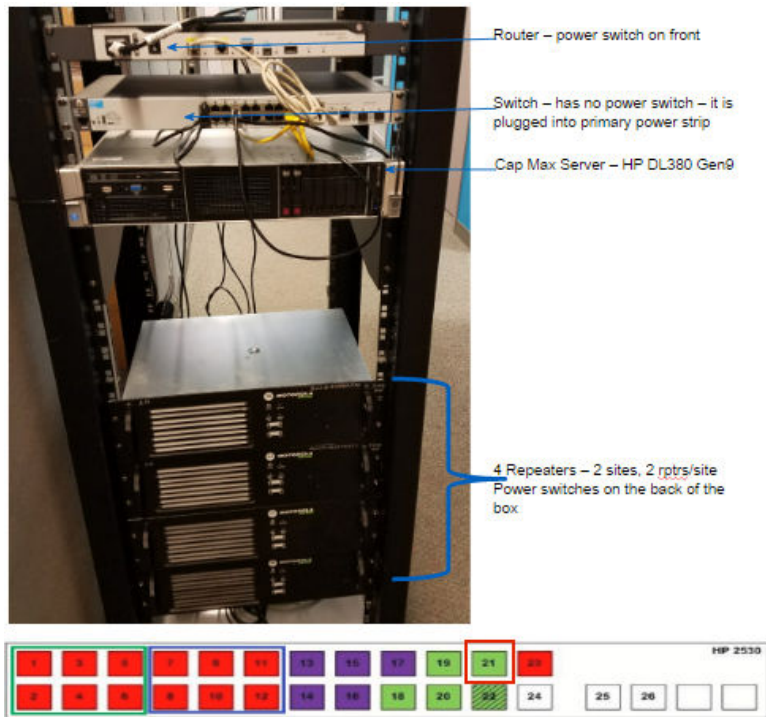 Router – power switch on front
Switch – has no power switch – it is
plugged into primary power strip
Cap Max Server – HP DL380 Gen9
4 Repeaters – 2 sites, 2 rptrs/site
Power switches on the back of the
box
HP 2530
1 3 5 7 9 11 13 15 17 19 21 23
2 4 6 8 10 12 14 16 18 20 22 24 25 26